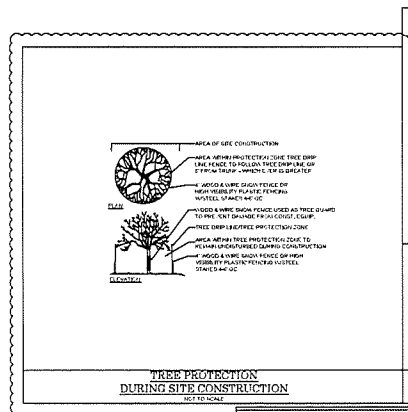 AREA OF SITE CONSTRUCTION
AREA WITHIN PROTECTION ZONE TREE DRIP
LINE FENCE TO FOLLOW TREE DRIP LINE OR
FROM TRUNK - WHICH EVER IS GREATER
4' WOOD & WIRE SNOW FENCE OR
HIGH VISIBILITY PLASTIC FENCING
W/STEEL STAKES OC
PLAN
WOOD & WIRE SNOW FENCE USED AS TREE GUARD
TO PREVENT DAMAGE FROM CONST. EQUIP.
TREE DRIP LINE/TREE PROTECTION ZONE
AREA WITHIN TREE PROTECTION ZONE TO
REMAIN UNDISTURBED DURING CONSTRUCTION
4' WOOD & WIRE SNOW FENCE OR HIGH
VISIBILITY PLASTIC FENCING W/STEEL
STAKES OC
ELEVATION
TREE PROTECTION
DURING SITE CONSTRUCTION
NOT TO SCALE